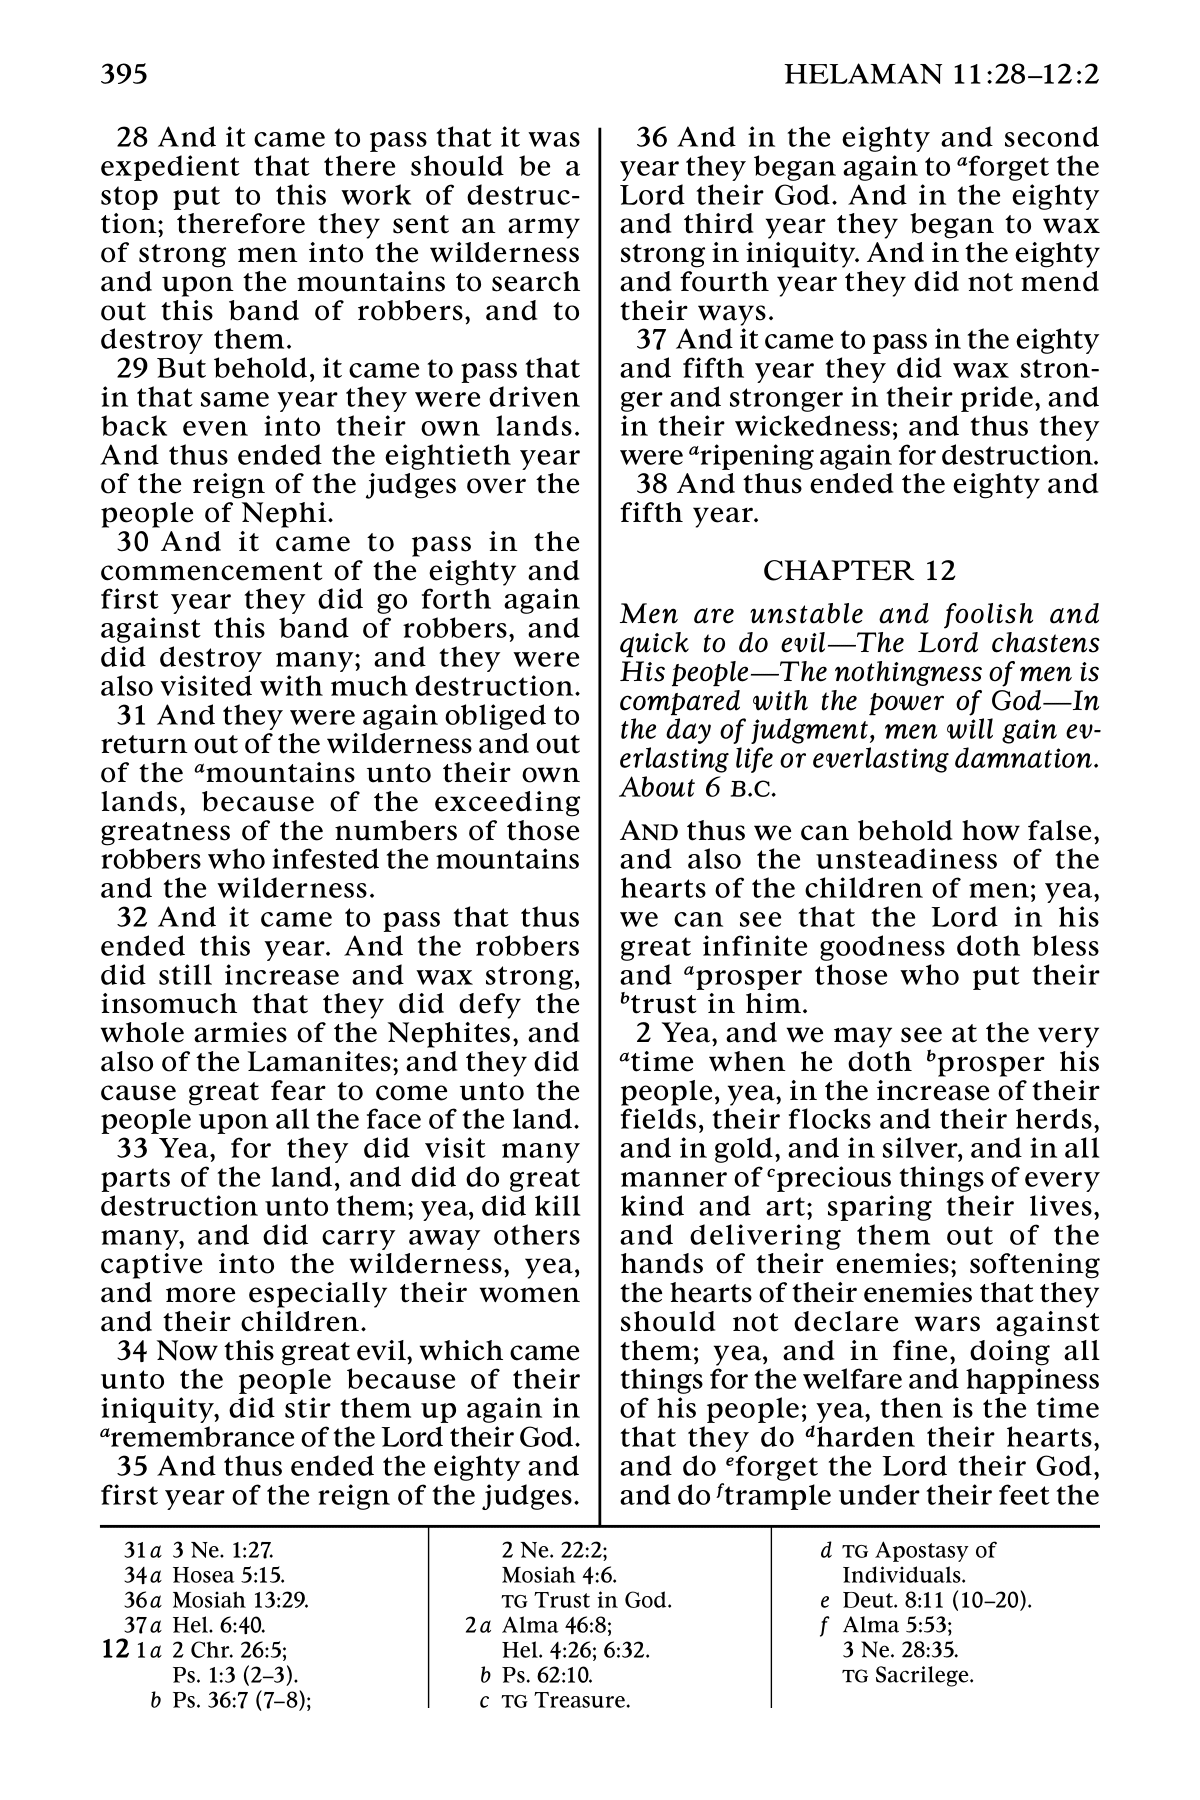 395
HELAMAN 11:28–12:2
28 And it came to pass that it was
expedient that there should be a
stop put to this work of destruc-
tion; therefore they sent an army
of strong men into the wilderness
and upon the mountains to search
out this band of robbers, and to
destroy them.
29 But behold, it came to pass that
in that same year they were driven
back even into their own lands.
And thus ended the eightieth year
of the reign of the judges over the
people of Nephi.
30 And it came to pass in the
commencement of the eighty and
first year they did go forth again
against this band of robbers, and
did destroy many; and they were
also visited with much destruction.
31 And they were again obliged to
return out of the wilderness and out
of the amountains unto their own
lands, because of the exceeding
greatness of the numbers of those
robbers who infested the mountains
and the wilderness.
32 And it came to pass that thus
ended this year. And the robbers
did still increase and wax strong,
insomuch that they did defy the
whole armies of the Nephites, and
also of the Lamanites; and they did
cause great fear to come unto the
people upon all the face of the land.
33 Yea, for they did visit many
parts of the land, and did do great
destruction unto them; yea, did kill
many, and did carry away others
captive into the wilderness, yea,
and more especially their women
and their children.
34 Now this great evil, which came
unto the people because of their
iniquity, did stir them up again in
aremembrance of the Lord their God.
35 And thus ended the eighty and
first year of the reign of the judges.
36 And in the eighty and second
year they began again to aforget the
Lord their God. And in the eighty
and third year they began to wax
strong in iniquity. And in the eighty
and fourth year they did not mend
their ways.
37 And it came to pass in the eighty
and fifth year they did wax stron-
ger and stronger in their pride, and
in their wickedness; and thus they
were aripening again for destruction.
38 And thus ended the eighty and
fifth year.
CHAPTER 12
Men are unstable and foolish and
quick to do evil—The Lord chastens
His people—The nothingness of men is
compared with the power of God—In
the day of judgment, men will gain ev-
erlasting life or everlasting damnation.
About 6 B.C.
AND thus we can behold how false,
and also the unsteadiness of the
hearts of the children of men; yea,
we can see that the Lord in his
great infinite goodness doth bless
and aprosper those who put their
btrust in him.
2 Yea, and we may see at the very
atime when he doth bprosper his
people, yea, in the increase of their
fields, their flocks and their herds,
and in gold, and in silver, and in all
manner of cprecious things of every
kind and art; sparing their lives,
and delivering them out of the
hands of their enemies; softening
the hearts of their enemies that they
should not declare wars against
them; yea, and in fine, doing all
things for the welfare and happiness
of his people; yea, then is the time
that they do dharden their hearts,
and do eforget the Lord their God,
and do ftrample under their feet the
31a 3 Ne. 1:27.
34a Hosea 5:15.
36a Mosiah 13:29.
37a Hel. 6:40.
12 1a 2 Chr. 26:5;
Ps. 1:3 (2–3).
b Ps. 36:7 (7–8);
2 Ne. 22:2;
Mosiah 4:6.
TG Trust in God.
2a Alma 46:8;
Hel. 4:26; 6:32.
b Ps. 62:10.
c TG Treasure.
d TG Apostasy of
Individuals.
e Deut. 8:11 (10–20).
f Alma 5:53;
3 Ne. 28:35.
TG Sacrilege.